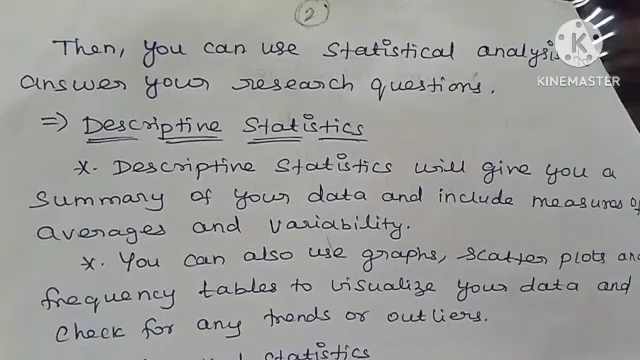 2
Then, you can use statistical analysis
answer your research questions.
=> Descriptive Statistics
*. Descriptive statistics will give you a
summary of your data and include measures of
averages and variability.
*. You can also use graphs, scatter plots and
frequency tables to visualize your data and
check for any trends or outliers.
statistics
K
KINEMASTER